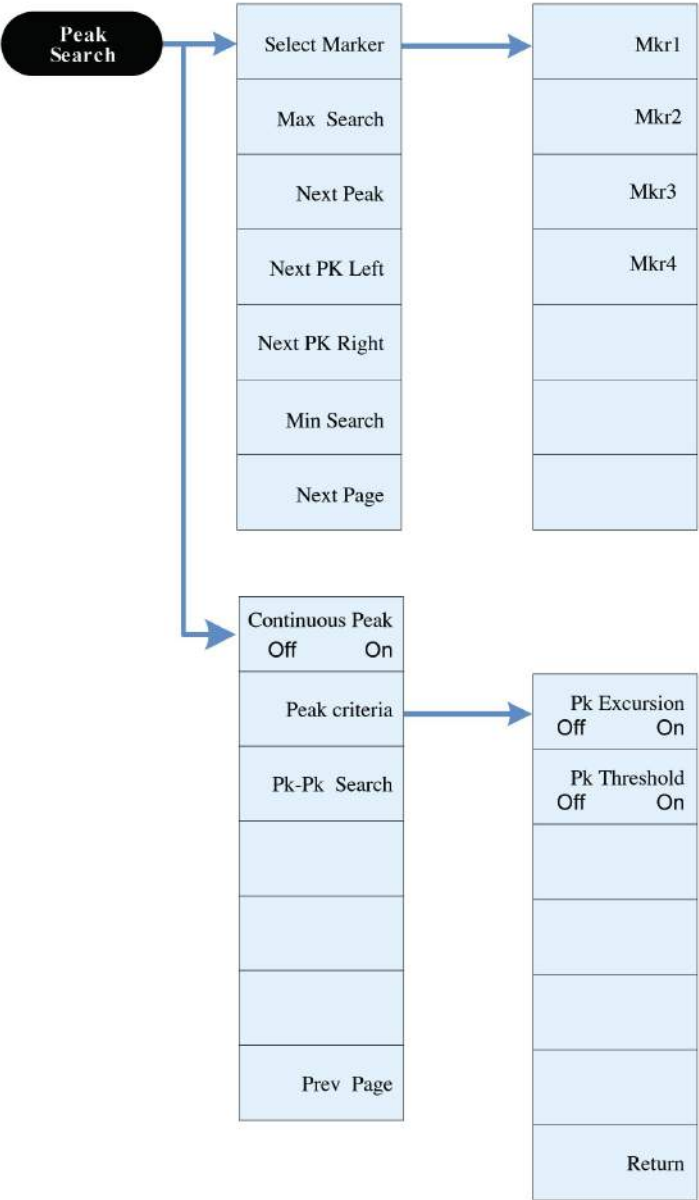 Peak
Search
Select Marker
Max Search
Next Peak
Next PK Left
Next PK Right
Min Search
Next Page
Mkr1
Mkr2
Mkr3
Mkr4
Continuous Peak
Off On
Peak criteria
Pk-Pk Search
Prev Page
Pk Excursion
Off On
Pk Threshold
Off On
Return